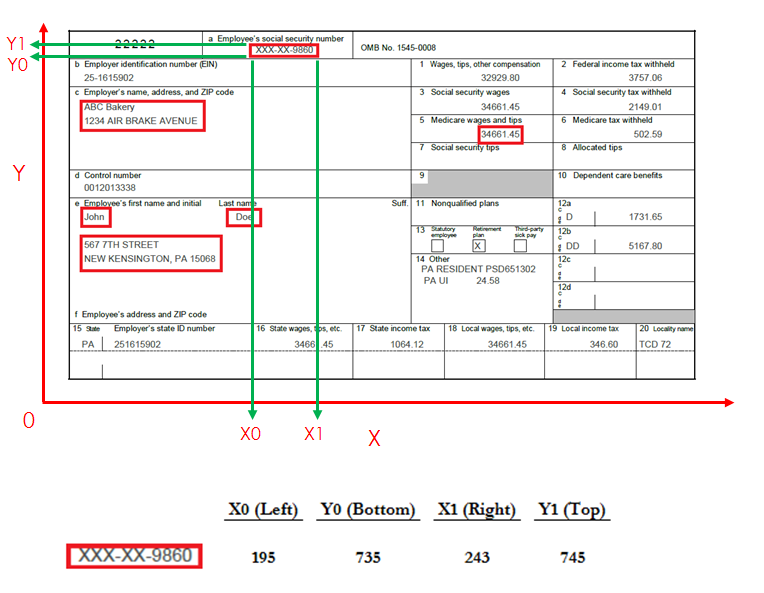 Y1
Y0
Y
22222
a Employee's social security number
XXX-XX-9860
OMB No. 1545-0008
b Employer identification number (EIN)
25-1615902
1 Wages, tips, other compensation
32929.80
2 Federal income tax withheld
3757.06
c Employer's name, address, and ZIP code
ABC Bakery
1234 AIR BRAKE AVENUE
3 Social security wages
34661.45
4 Social security tax withheld
2149.01
5 Medicare wages and tips
34661.45
6 Medicare tax withheld
502.59
7 Social security tips
8 Allocated tips
d Control number
0012013338
9
10 Dependent care benefits
e Employee's first name and initial Last name Suff.
John Doe
567 7TH STREET
NEW KENSINGTON, PA 15068
f Employee's address and ZIP code
11 Nonqualified plans
12a
Code D 1731.65
13 Statutory employee Retirement plan Third-party sick pay
X
12b
Code DD 5167.80
14 Other
PA RESIDENT PSD651302
PA UI 24.58
12c
Code
12d
Code
15 State Employer's state ID number 16 State wages, tips, etc. 17 State income tax 18 Local wages, tips, etc. 19 Local income tax 20 Locality name
PA 251615902 34661.45 1064.12 34661.45 346.60 TCD 72
0
X0
X1
X
X0 (Left) Y0 (Bottom) X1 (Right) Y1 (Top)
XXX-XX-9860 195 735 243 745